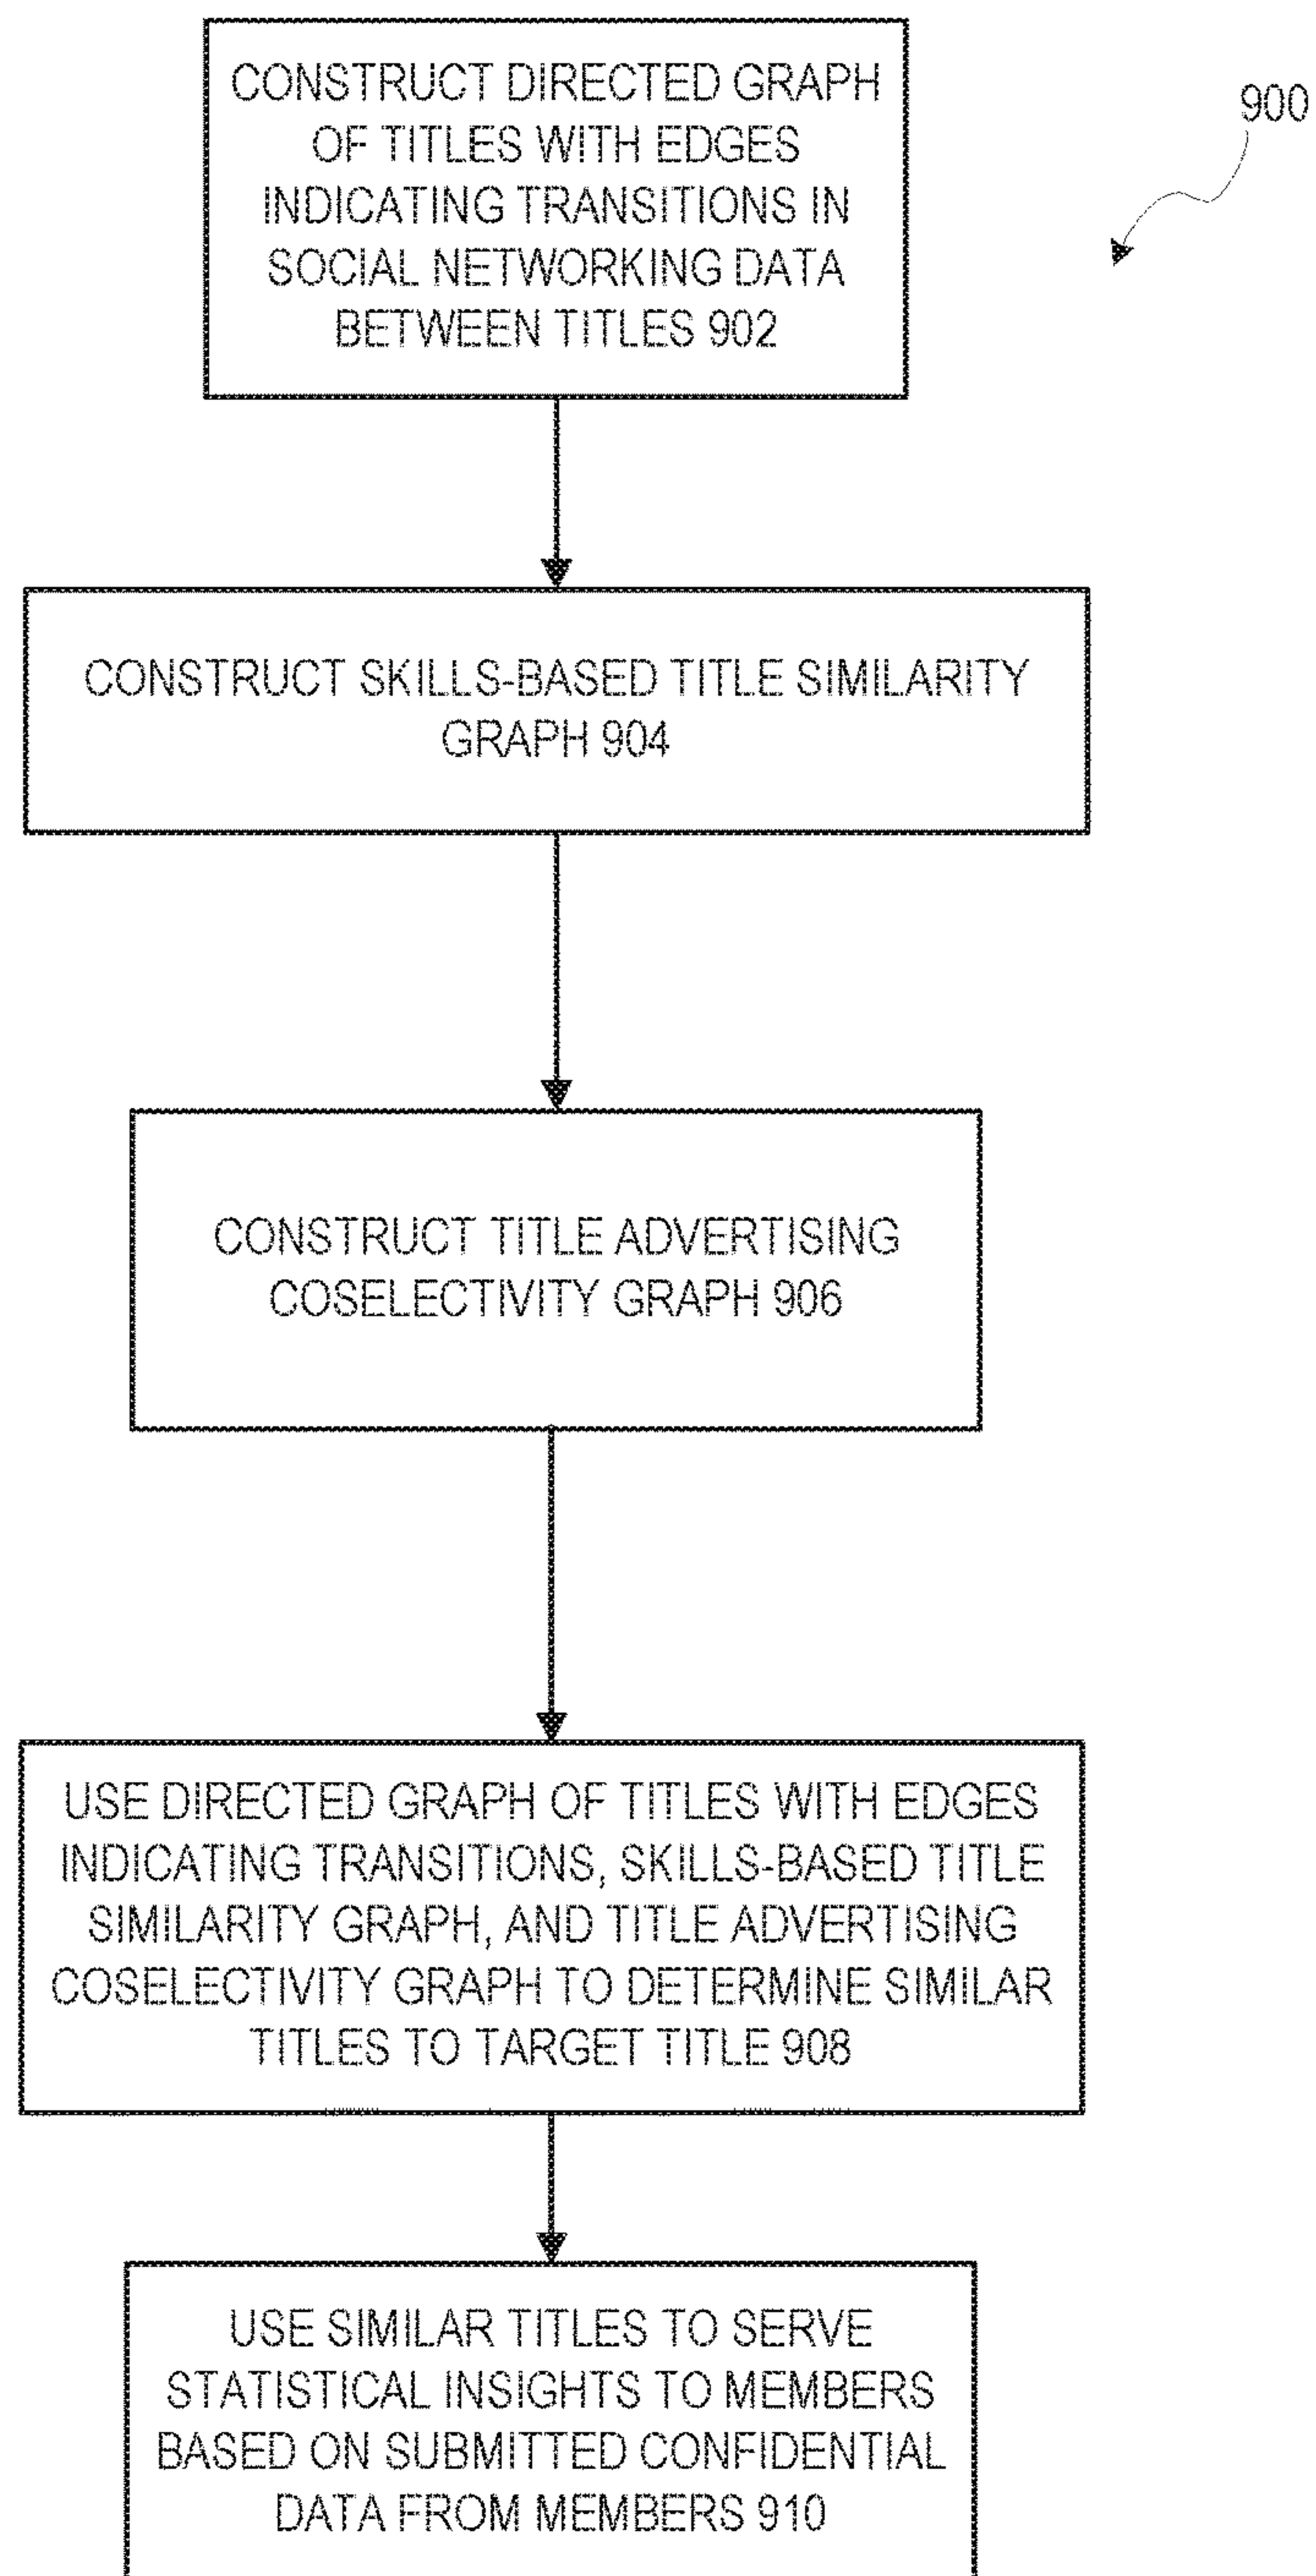 CONSTRUCT DIRECTED GRAPH
OF TITLES WITH EDGES
INDICATING TRANSITIONS IN
SOCIAL NETWORKING DATA
BETWEEN TITLES 902
900
CONSTRUCT SKILLS-BASED TITLE SIMILARITY
GRAPH 904
CONSTRUCT TITLE ADVERTISING
COSELECTIVITY GRAPH 906
USE DIRECTED GRAPH OF TITLES WITH EDGES
INDICATING TRANSITIONS, SKILLS-BASED TITLE
SIMILARITY GRAPH, AND TITLE ADVERTISING
COSELECTIVITY GRAPH TO DETERMINE SIMILAR
TITLES TO TARGET TITLE 908
USE SIMILAR TITLES TO SERVE
STATISTICAL INSIGHTS TO MEMBERS
BASED ON SUBMITTED CONFIDENTIAL
DATA FROM MEMBERS 910